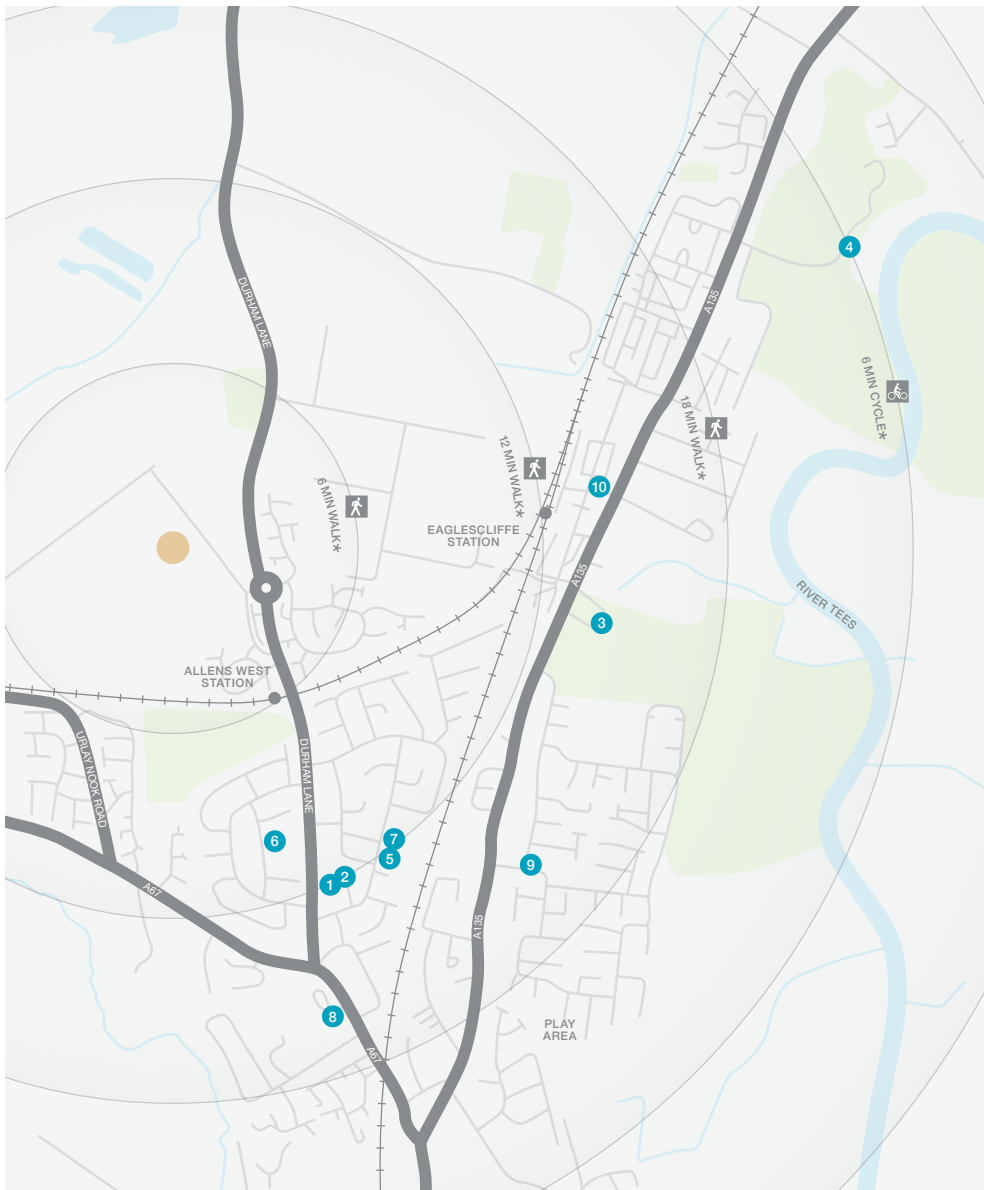 DURHAM LANE
A135
4
6 MIN CYCLE*
18 MIN WALK*
12 MIN WALK*
10
6 MIN WALK*
EAGLESCLIFFE
STATION
A135
RIVER TEES
3
ALLENS WEST
STATION
URLAY NOOK ROAD
DURHAM LANE
6
7
5
9
2
1
A67
A135
8
PLAY
AREA
A67